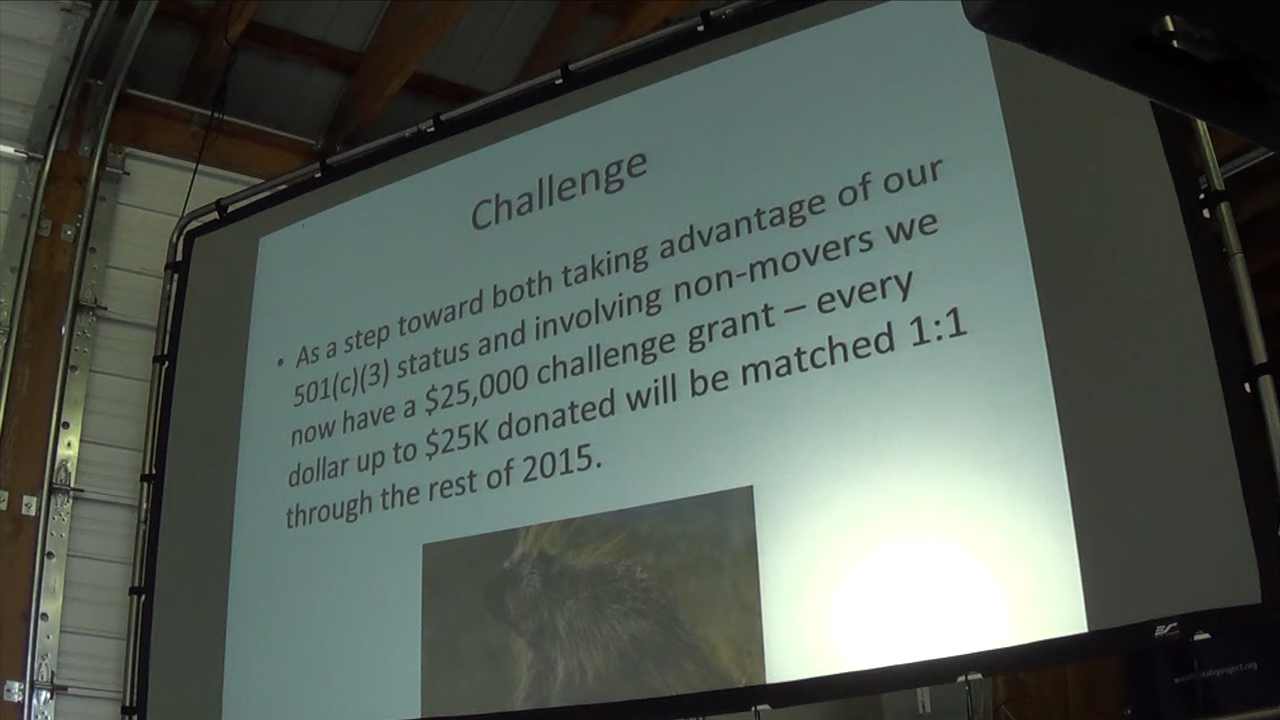 Challenge
• As a step toward both taking advantage of our
501(c)(3) status and involving non-movers we
now have a $25,000 challenge grant – every
dollar up to $25K donated will be matched 1:1
through the rest of 2015.